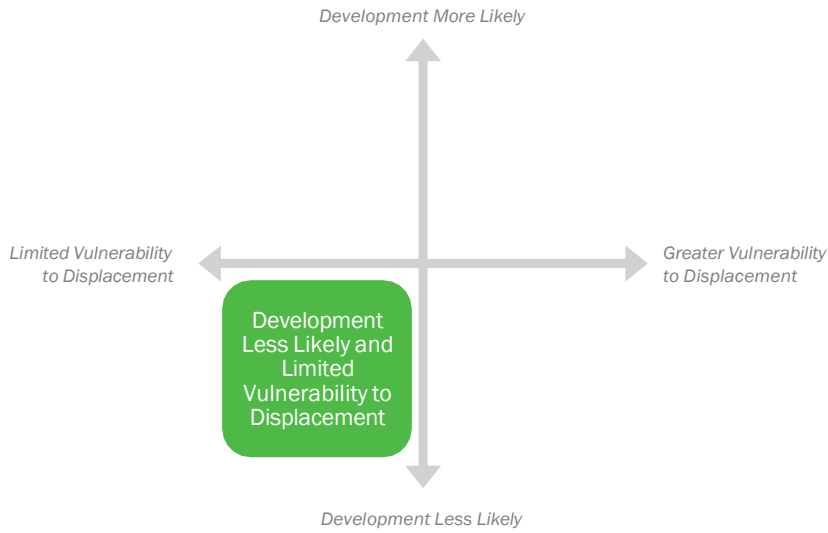 Development More Likely
Limited Vulnerability
to Displacement
Greater Vulnerability
to Displacement
Development
Less Likely and
Limited
Vulnerability to
Displacement
Development Less Likely